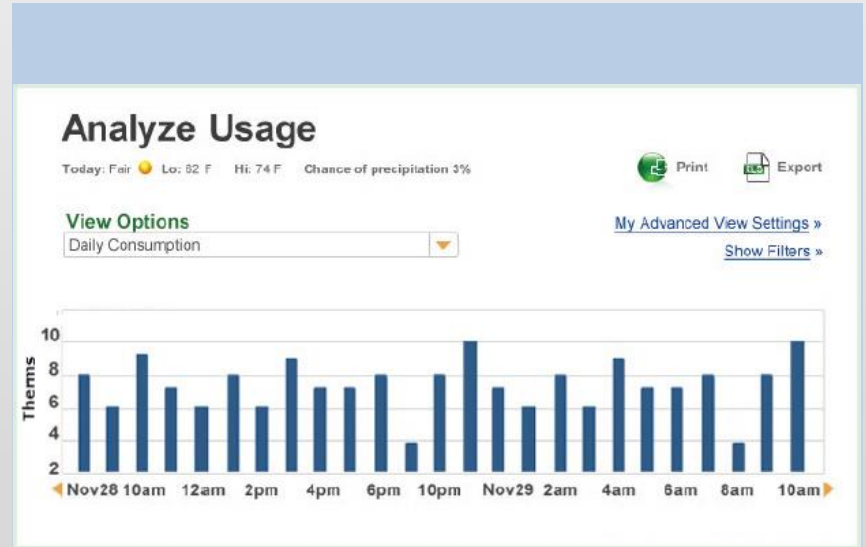 Analyze Usage
Today: Fair Lo: 62 F Hi: 74 F Chance of precipitation 3%
Print
Export
View Options
Daily Consumption
My Advanced View Settings »
Show Filters »
Therms
10
8
6
4
2
Nov28 10am 12am 2pm 4pm 6pm 10pm Nov29 2am 4am 6am 8am 10am